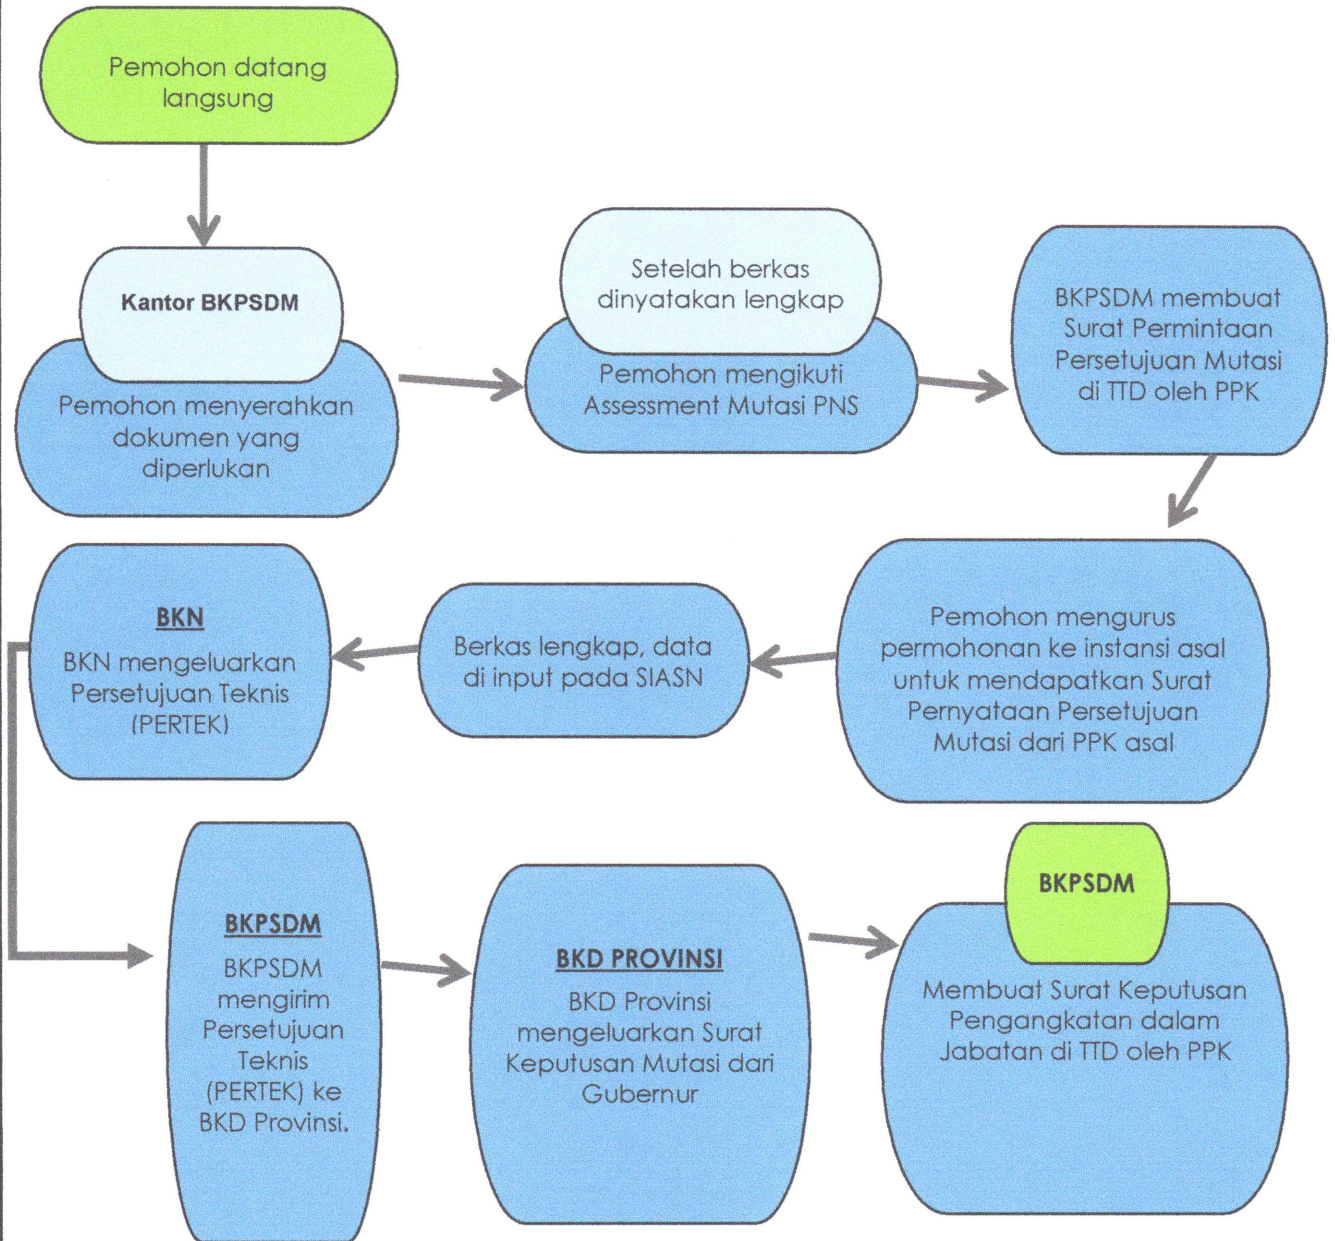 Pemohon datang
langsung
Kantor BKPSDM
Pemohon menyerahkan
dokumen yang
diperlukan
Setelah berkas
dinyatakan lengkap
Pemohon mengikuti
Assessment Mutasi PNS
BKPSDM membuat
Surat Permintaan
Persetujuan Mutasi
di TTD oleh PPK
Pemohon mengurus
permohonan ke instansi asal
untuk mendapatkan Surat
Pernyataan Persetujuan
Mutasi dari PPK asal
Berkas lengkap, data
di input pada SIASN
BKN
BKN mengeluarkan
Persetujuan Teknis
(PERTEK)
BKPSDM
BKPSDM
mengirim
Persetujuan
Teknis
(PERTEK) ke
BKD Provinsi.
BKD PROVINSI
BKD Provinsi
mengeluarkan Surat
Keputusan Mutasi dari
Gubernur
BKPSDM
Membuat Surat Keputusan
Pengangkatan dalam
Jabatan di TTD oleh PPK